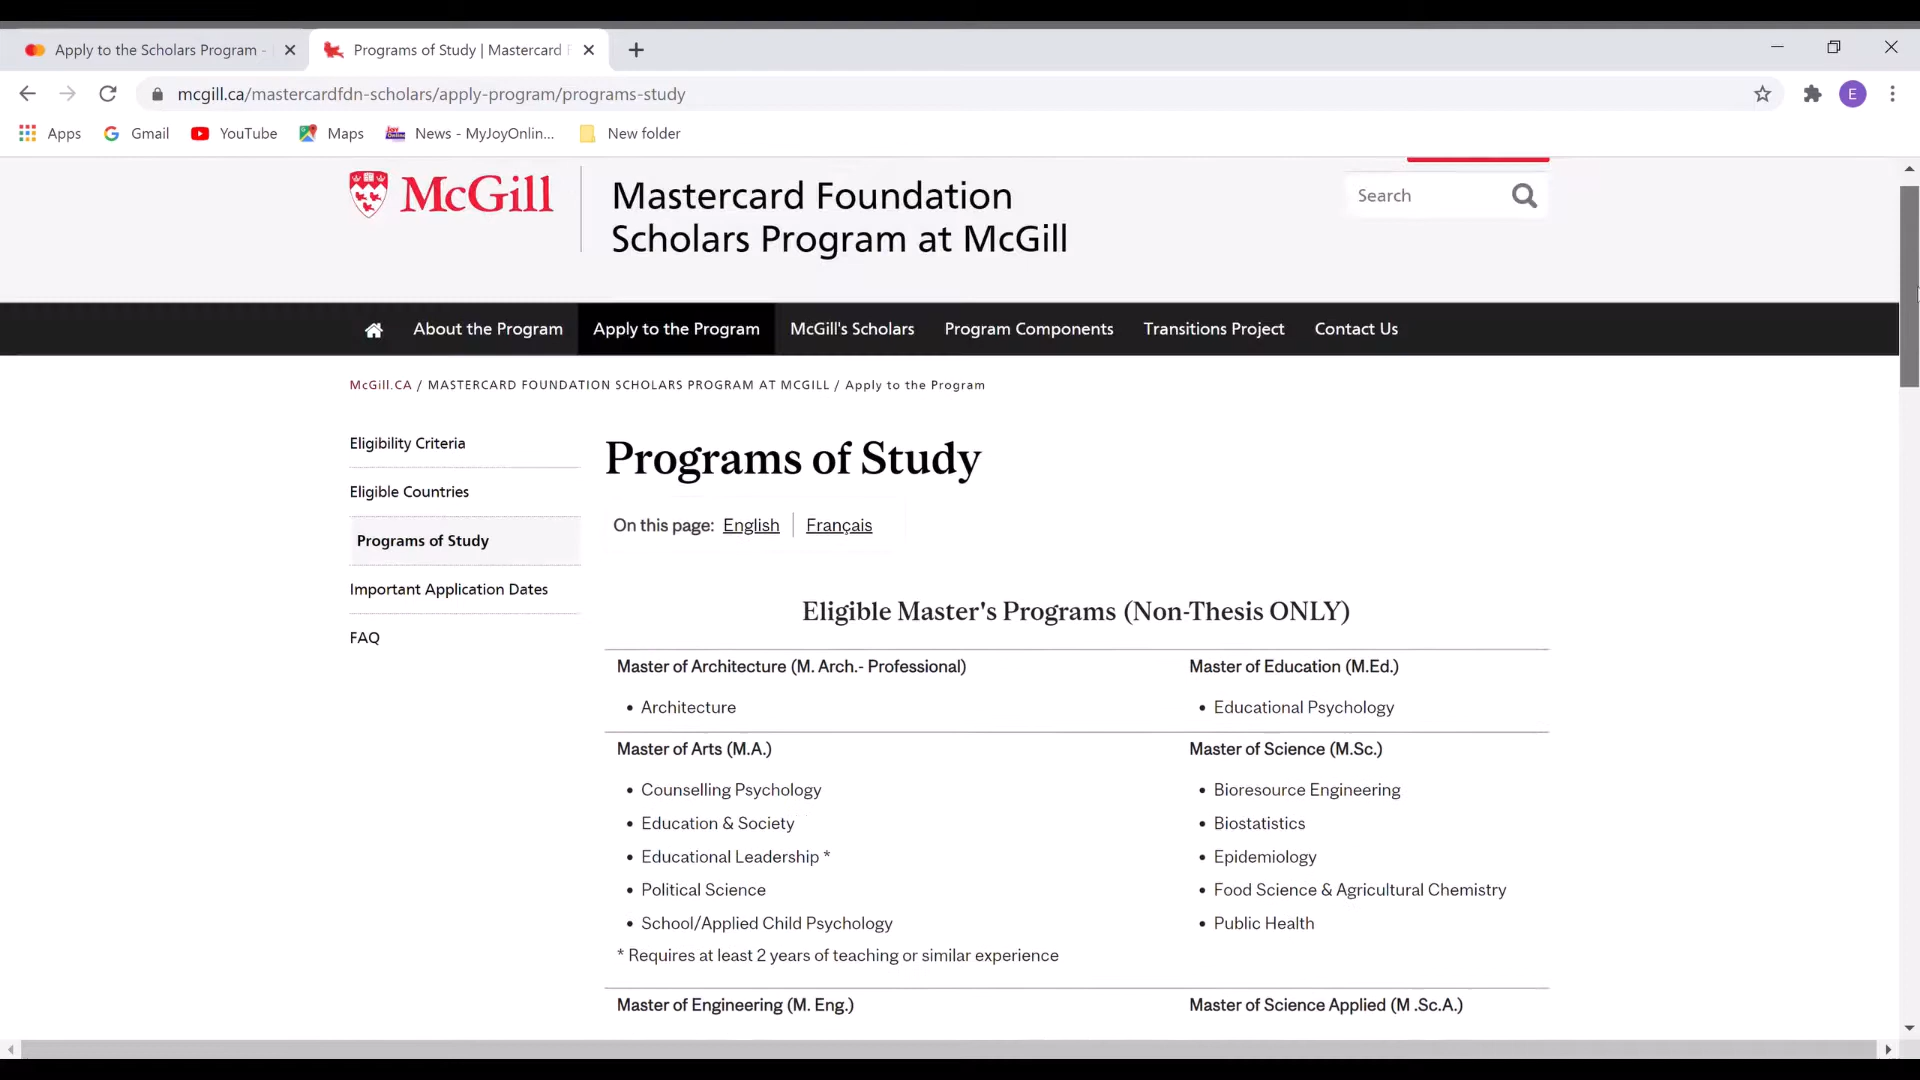 Apply to the Scholars Program -
Programs of Study | Mastercard F
mcgill.ca/mastercardfdn-scholars/apply-program/programs-study
E
Apps
Gmail
YouTube
Maps
News - MyJoyOnlin...
New folder
McGill
Mastercard Foundation
Scholars Program at McGill
Search
About the Program
Apply to the Program
McGill's Scholars
Program Components
Transitions Project
Contact Us
McGill.CA / MASTERCARD FOUNDATION SCHOLARS PROGRAM AT MCGILL / Apply to the Program
Eligibility Criteria
Eligible Countries
Programs of Study
Important Application Dates
FAQ
Programs of Study
On this page: English | Français
Eligible Master's Programs (Non-Thesis ONLY)
Master of Architecture (M. Arch.- Professional)
• Architecture
Master of Education (M.Ed.)
• Educational Psychology
Master of Arts (M.A.)
• Counselling Psychology
• Education & Society
• Educational Leadership *
• Political Science
• School/Applied Child Psychology
* Requires at least 2 years of teaching or similar experience
Master of Science (M.Sc.)
• Bioresource Engineering
• Biostatistics
• Epidemiology
• Food Science & Agricultural Chemistry
• Public Health
Master of Engineering (M. Eng.)
Master of Science Applied (M .Sc.A.)